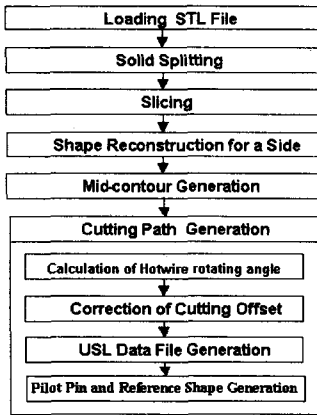 Loading STL File
Solid Splitting
Slicing
Shape Reconstruction for a Side
Mid-contour Generation
Cutting Path Generation
Calculation of Hotwire rotating angle
Correction of Cutting Offset
USL Data File Generation
Pilot Pin and Reference Shape Generation